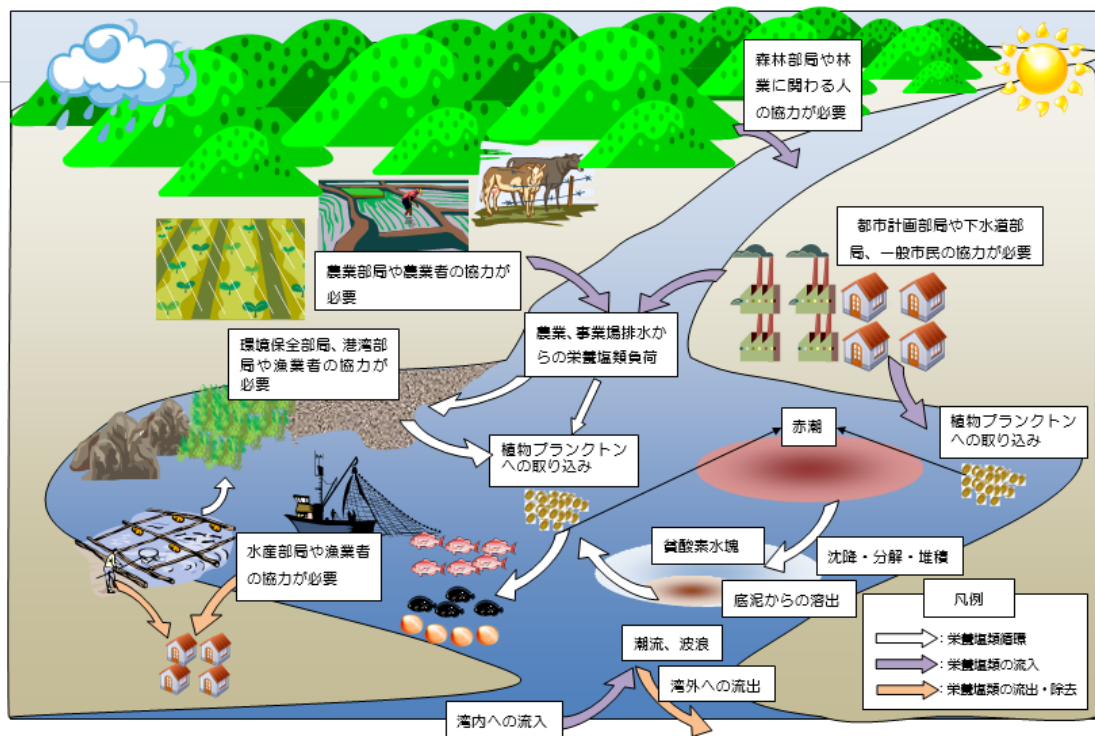 森林部局や林
業に関わる人
の協力が必要
都市計画部局や下水道部
局、一般市民の協力が必要
農業部局や農業者の協力が
必要
農業、事業場排水か
らの栄養塩類負荷
環境保全部局、港湾部
局や漁業者の協力が
必要
植物プランクトン
への取り込み
赤潮
植物プランクトン
への取り込み
水産部局や漁業者
の協力が必要
貧酸素水塊
沈降・分解・堆積
底泥からの溶出
潮流、波浪
湾外への流出
湾内への流入
凡例
:栄養塩類循環
:栄養塩類の流入
:栄養塩類の流出・除去